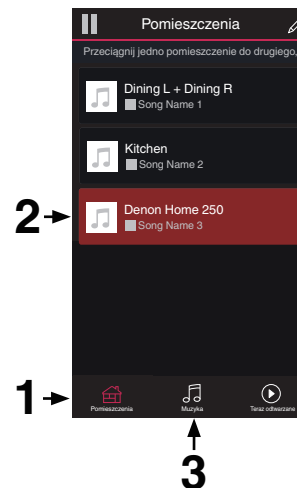 Pomieszczenia
Przeciągnij jedno pomieszczenie do drugiego,
Dining L + Dining R
Song Name 1
Kitchen
Song Name 2
2
Denon Home 250
Song Name 3
1
Pomieszczenia
Muzyka
Teraz odtwarzane
3